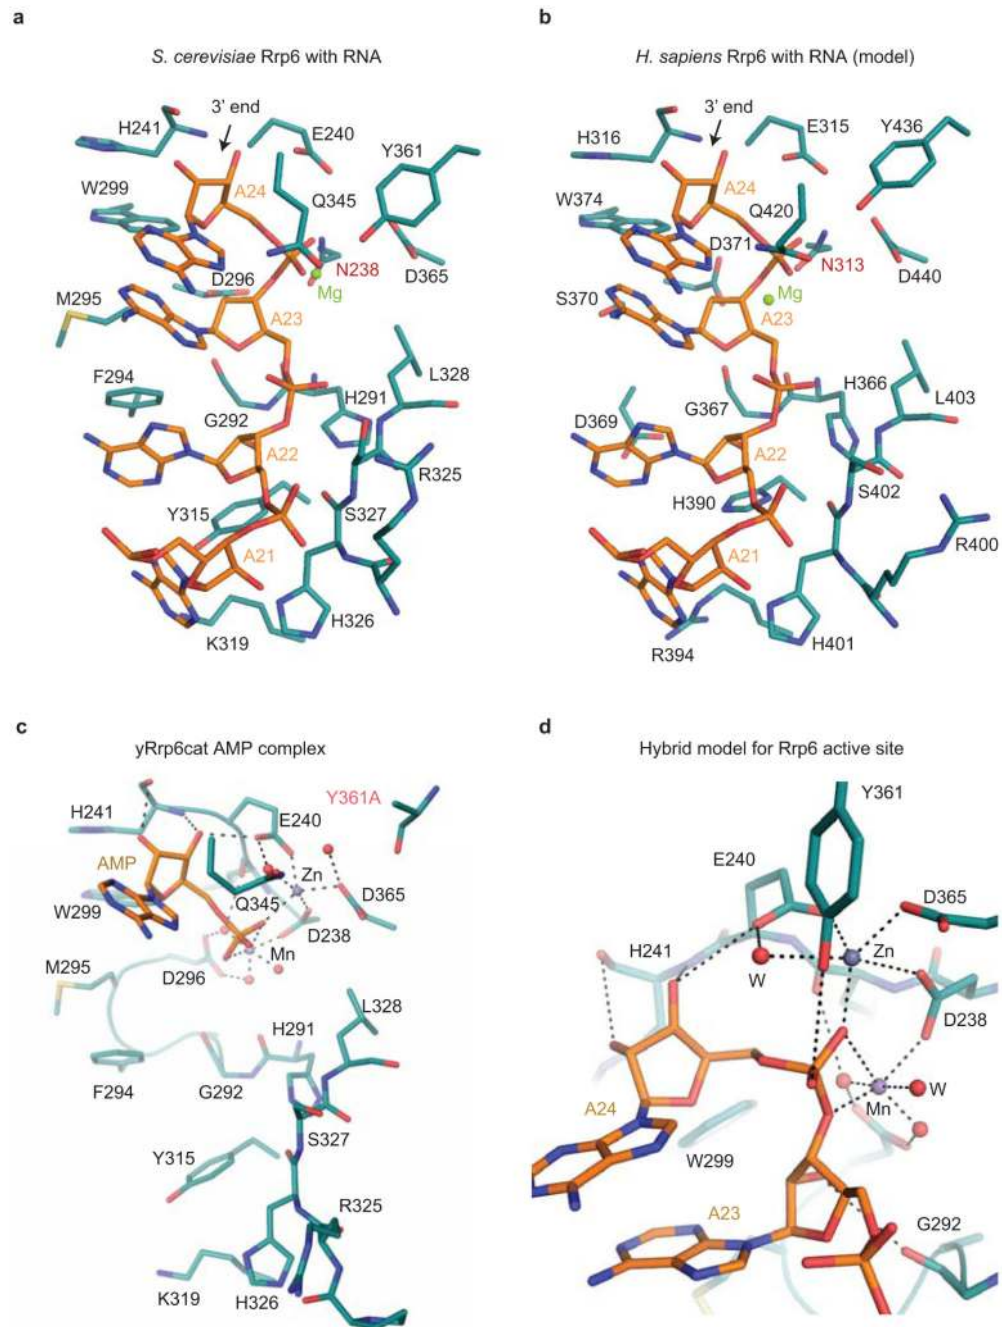 a
S. cerevisiae Rrp6 with RNA
3' end
H241
E240
Y361
W299
A24
Q345
D296
N238
D365
Mg
M295
A23
F294
G292
H291
L328
A22
R325
Y315
S327
A21
H326
K319
b
H. sapiens Rrp6 with RNA (model)
3' end
H316
E315
Y436
A24
W374
Q420
D371
N313
D440
S370
Mg
A23
H366
L403
G367
D369
A22
S402
H390
R400
A21
R394
H401
c
yRrp6cat AMP complex
Y361A
H241
E240
AMP
Zn
Q345
D365
W299
D238
Mn
D296
M295
L328
H291
F294
G292
S327
Y315
R325
K319
H326
d
Hybrid model for Rrp6 active site
Y361
E240
D365
H241
Zn
W
D238
W
Mn
A24
W299
A23
G292